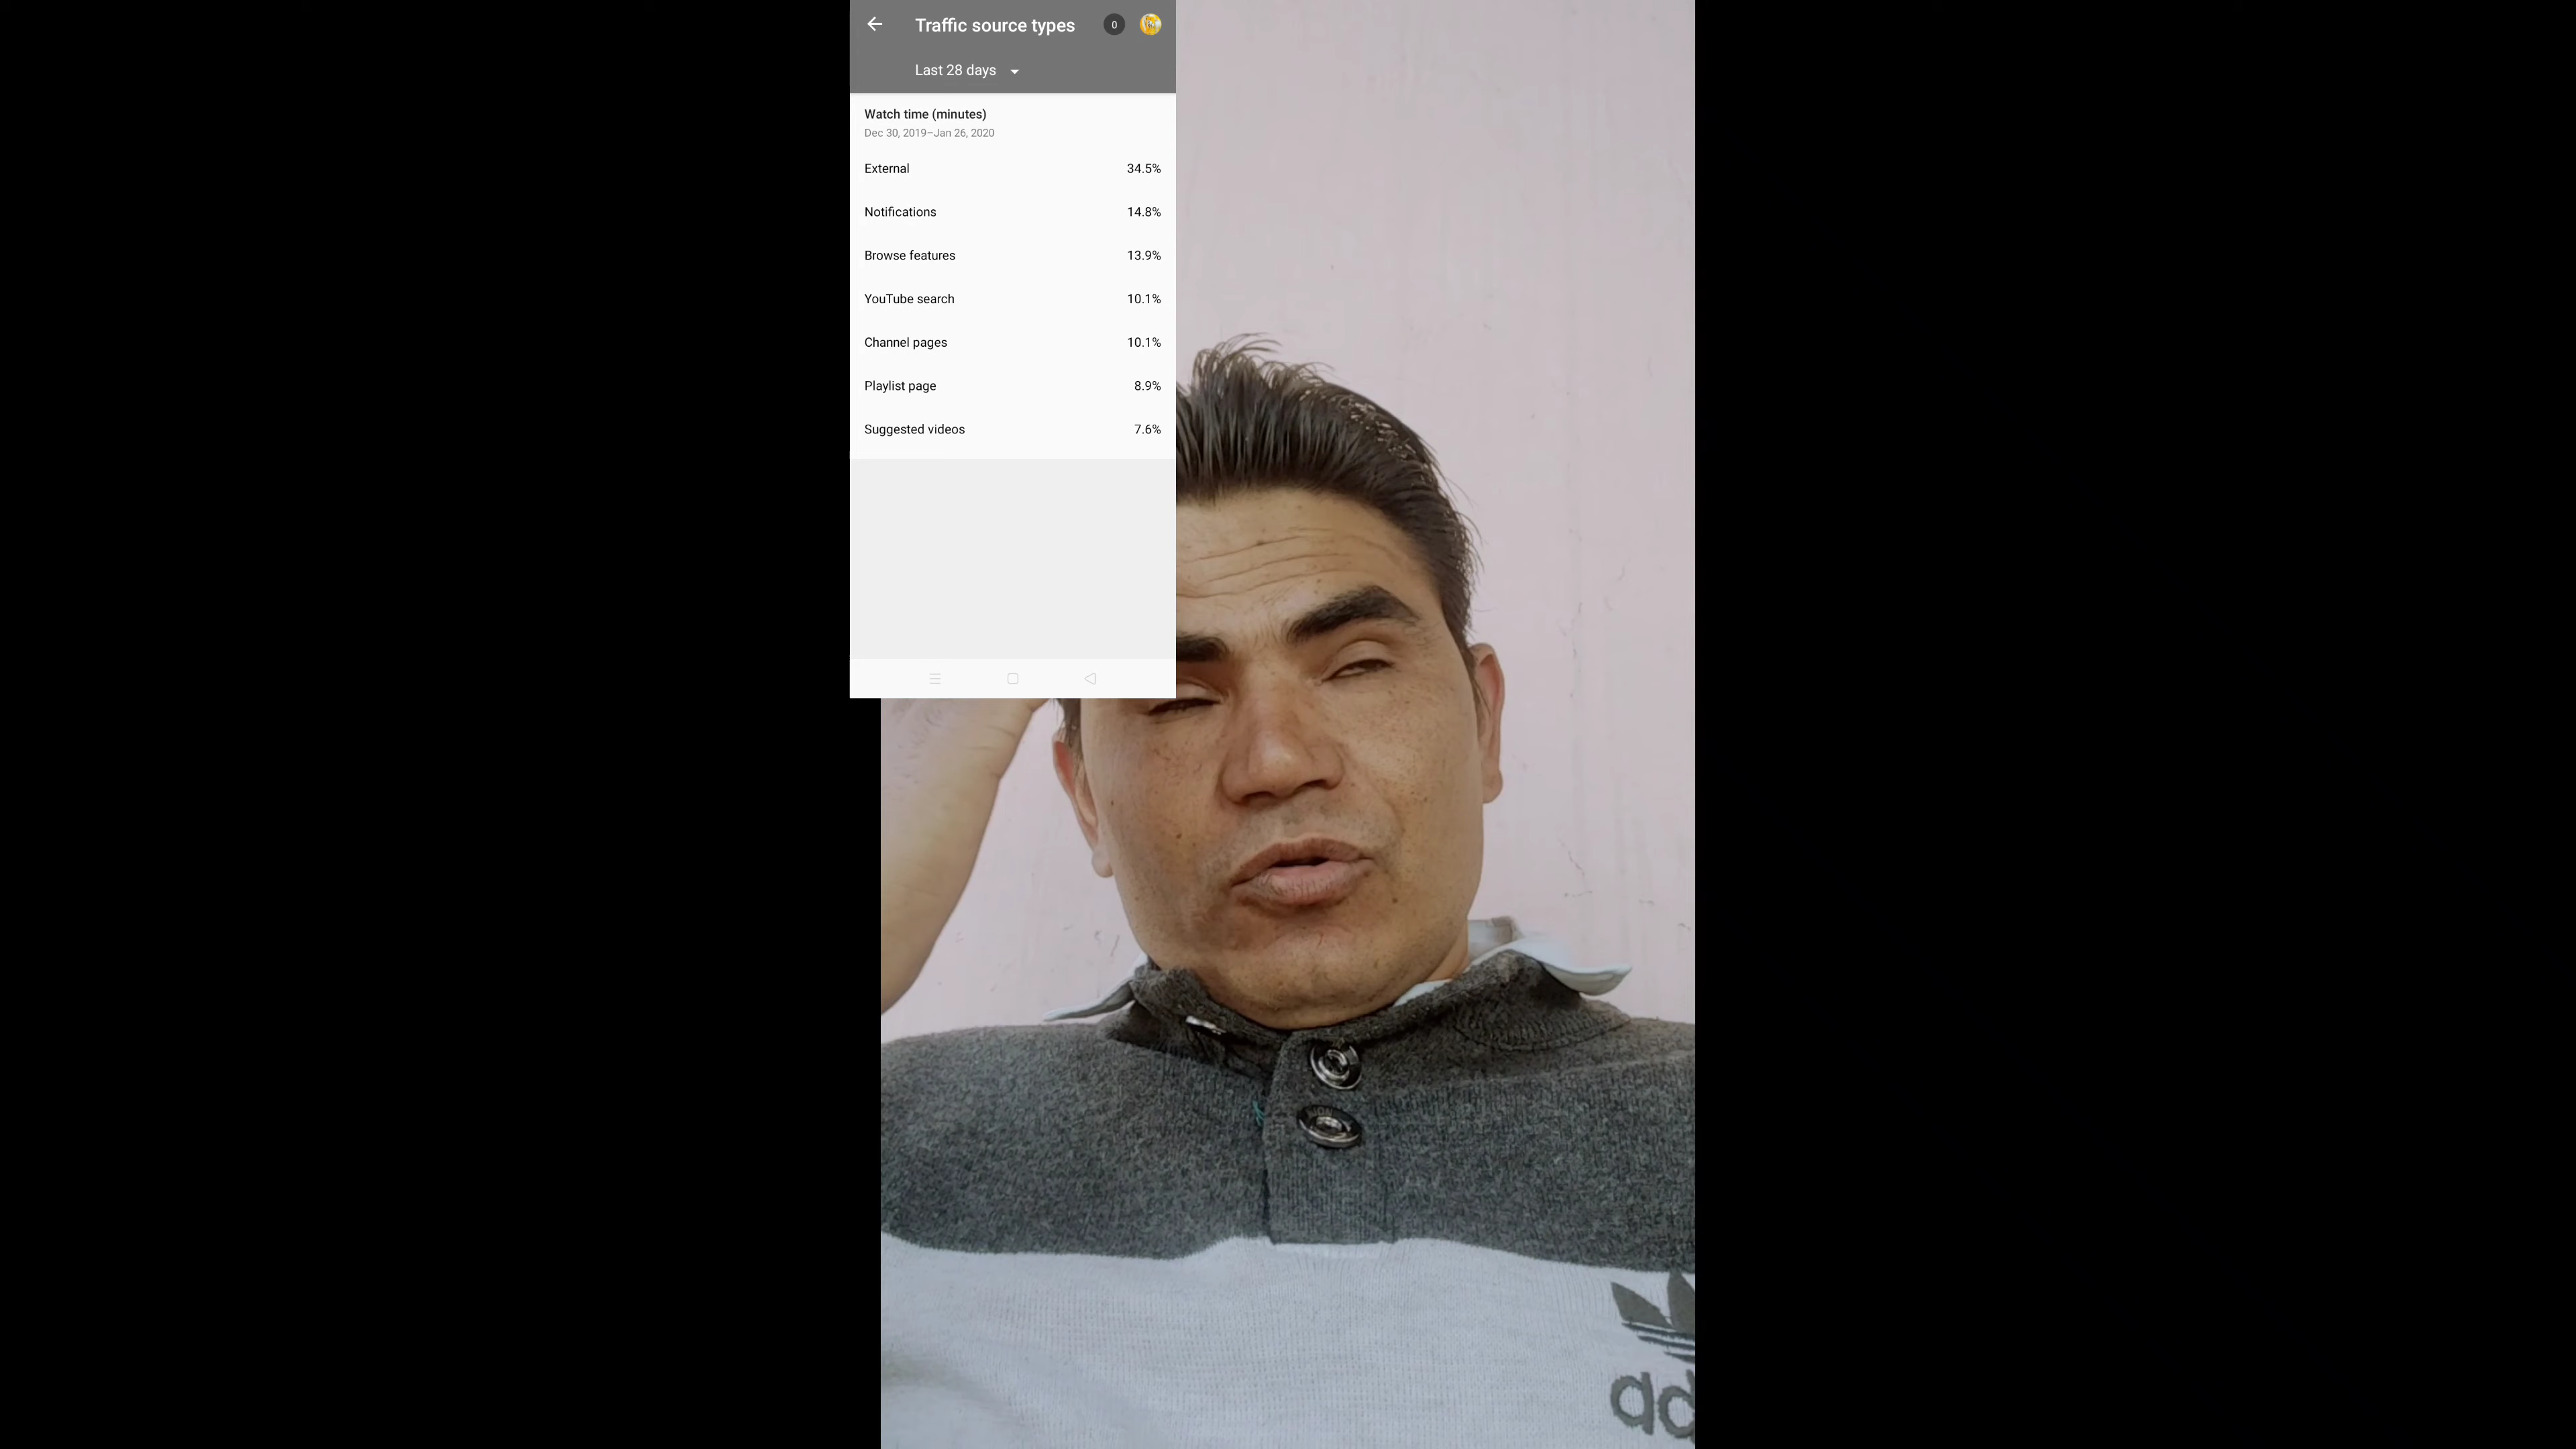 Traffic source types
0
Last 28 days
Watch time (minutes)
Dec 30, 2019–Jan 26, 2020
External 34.5%
Notifications 14.8%
Browse features 13.9%
YouTube search 10.1%
Channel pages 10.1%
Playlist page 8.9%
Suggested videos 7.6%
ad